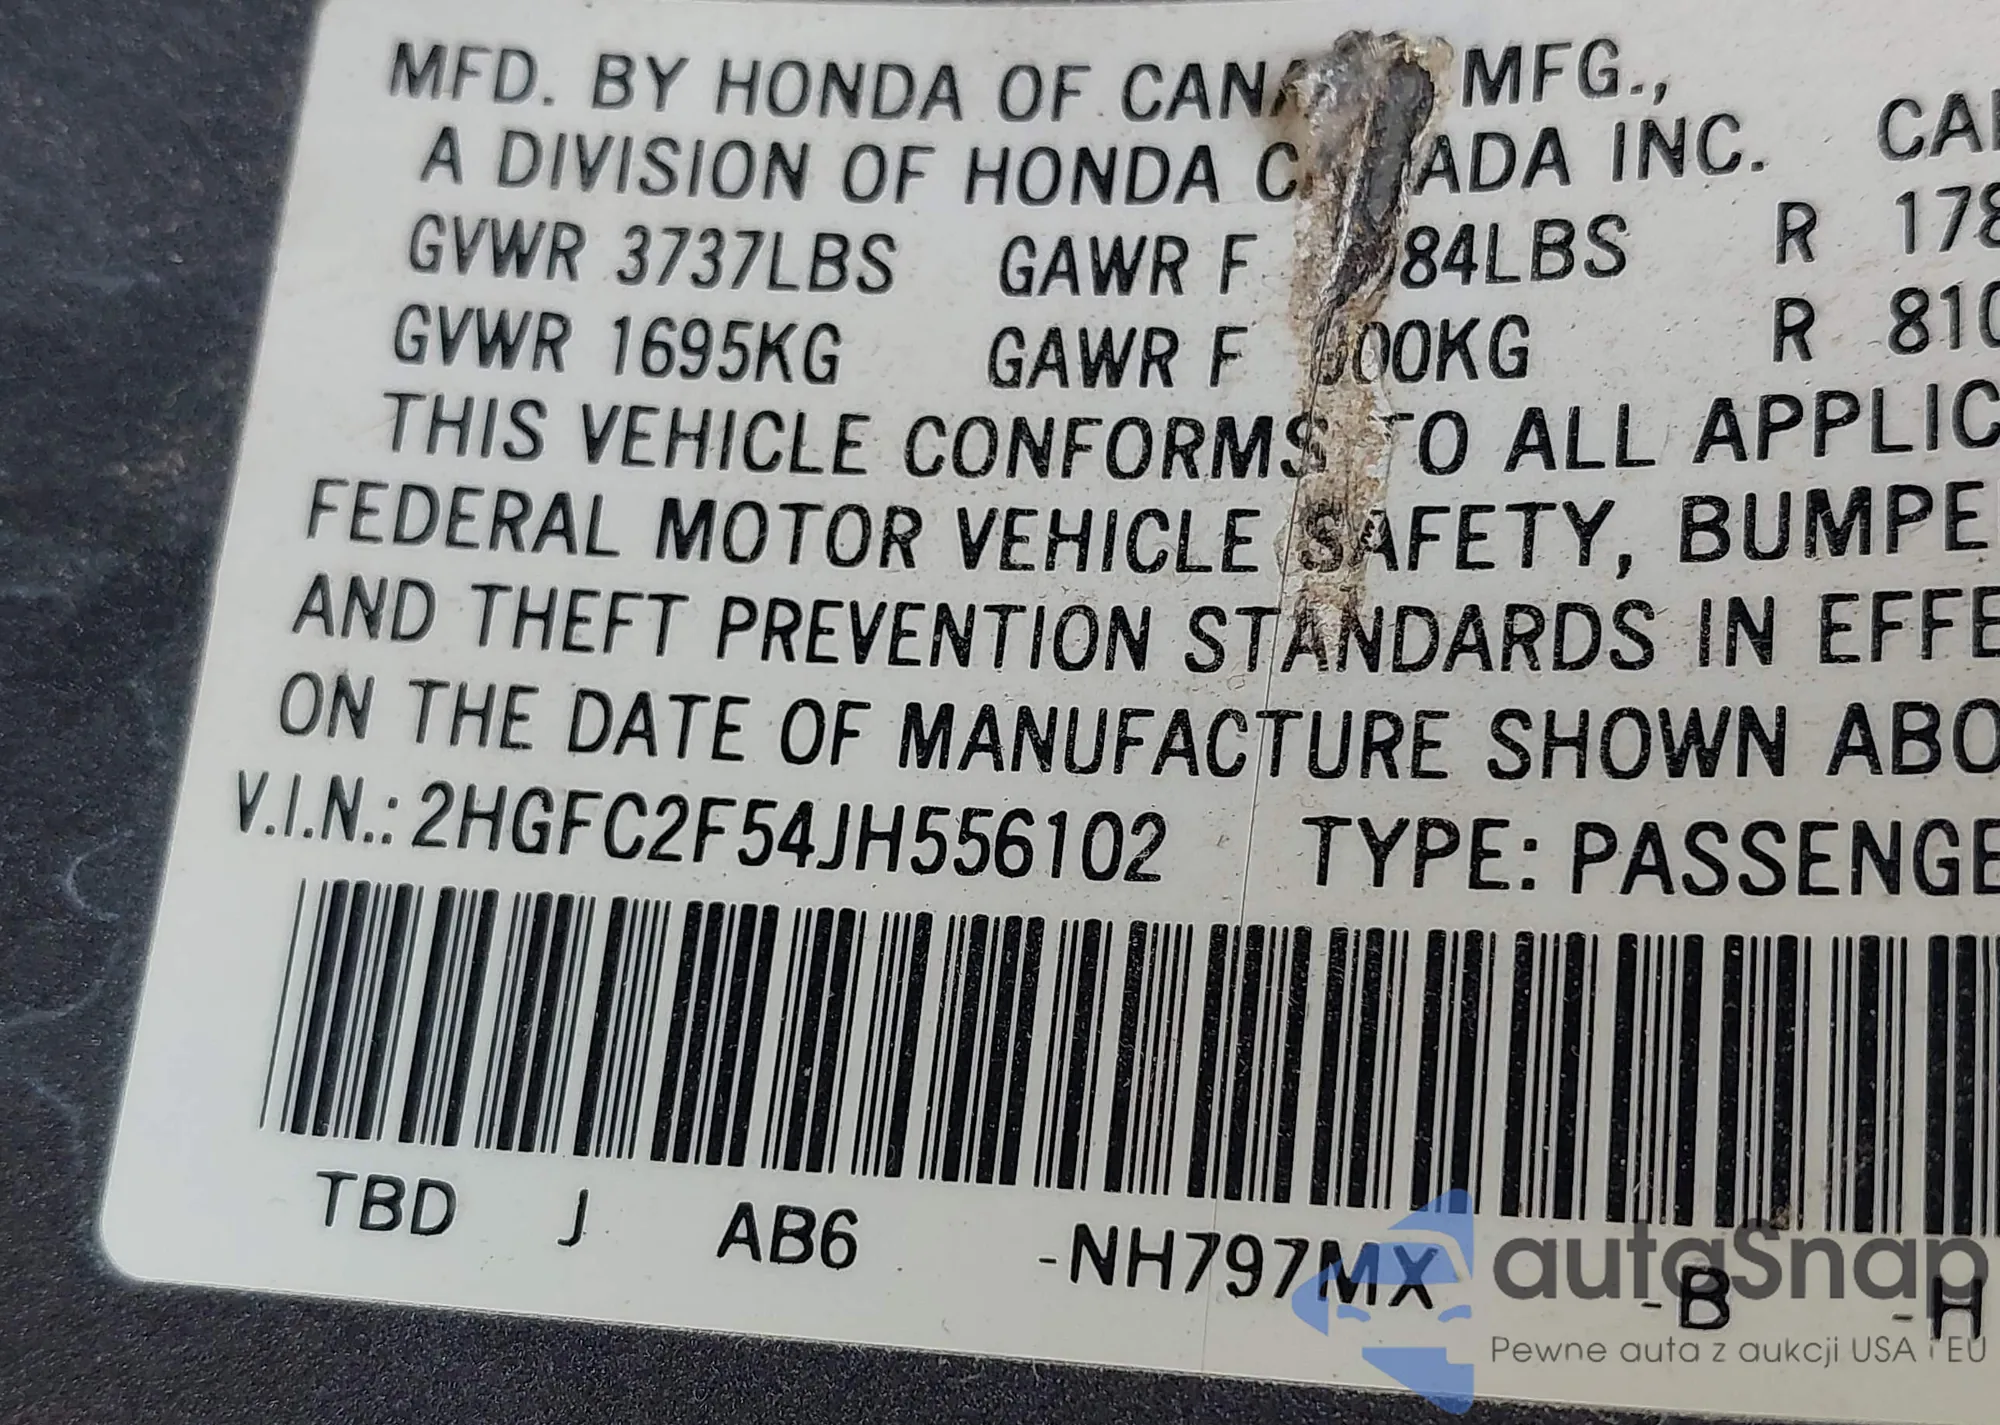 MFD. BY HONDA OF CANA MFG.,
A DIVISION OF HONDA C ADA INC. CA
GVWR 3737LBS GAWR F 84LBS R 178
GVWR 1695KG GAWR F 00KG R 810
THIS VEHICLE CONFORMS TO ALL APPLIC
FEDERAL MOTOR VEHICLE SAFETY, BUMPE
AND THEFT PREVENTION STANDARDS IN EFFE
ON THE DATE OF MANUFACTURE SHOWN ABO
V.I.N.: 2HGFC2F54JH556102 TYPE: PASSENGE
TBD J AB6 -NH797MX -B -H
autoSnap
Pewne auta z aukcji USA i EU